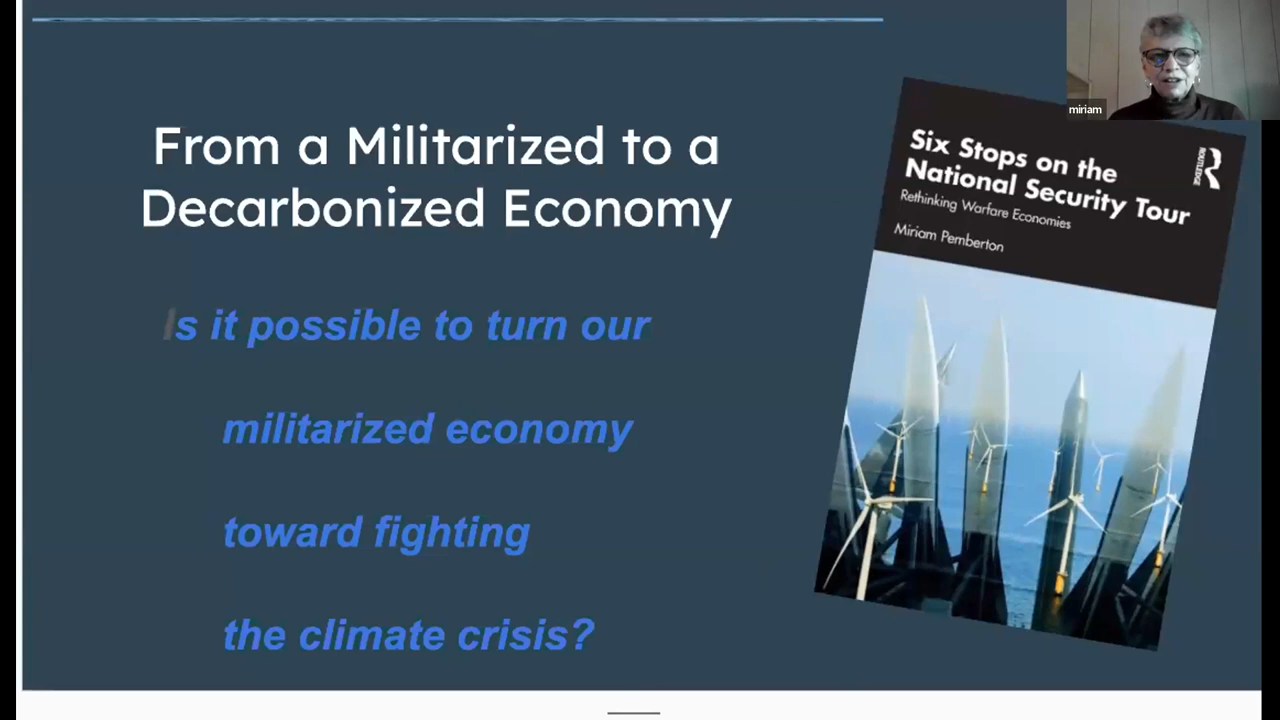 From a Militarized to a
Decarbonized Economy
Is it possible to turn our
militarized economy
toward fighting
the climate crisis?
Six Stops on the
National Security Tour
Rethinking Warfare Economies
Miriam Pemberton
ROUTLEDGE
miriam